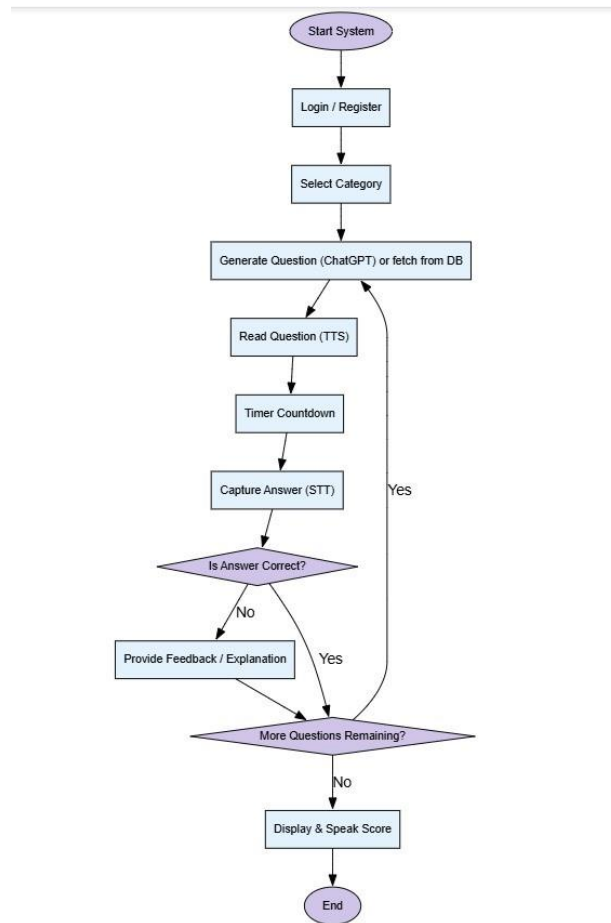 Start System
Login / Register
Select Category
Generate Question (ChatGPT) or fetch from DB
Read Question (TTS)
Timer Countdown
Capture Answer (STT)
Yes
Is Answer Correct?
No
Provide Feedback / Explanation
Yes
More Questions Remaining?
No
Display & Speak Score
End